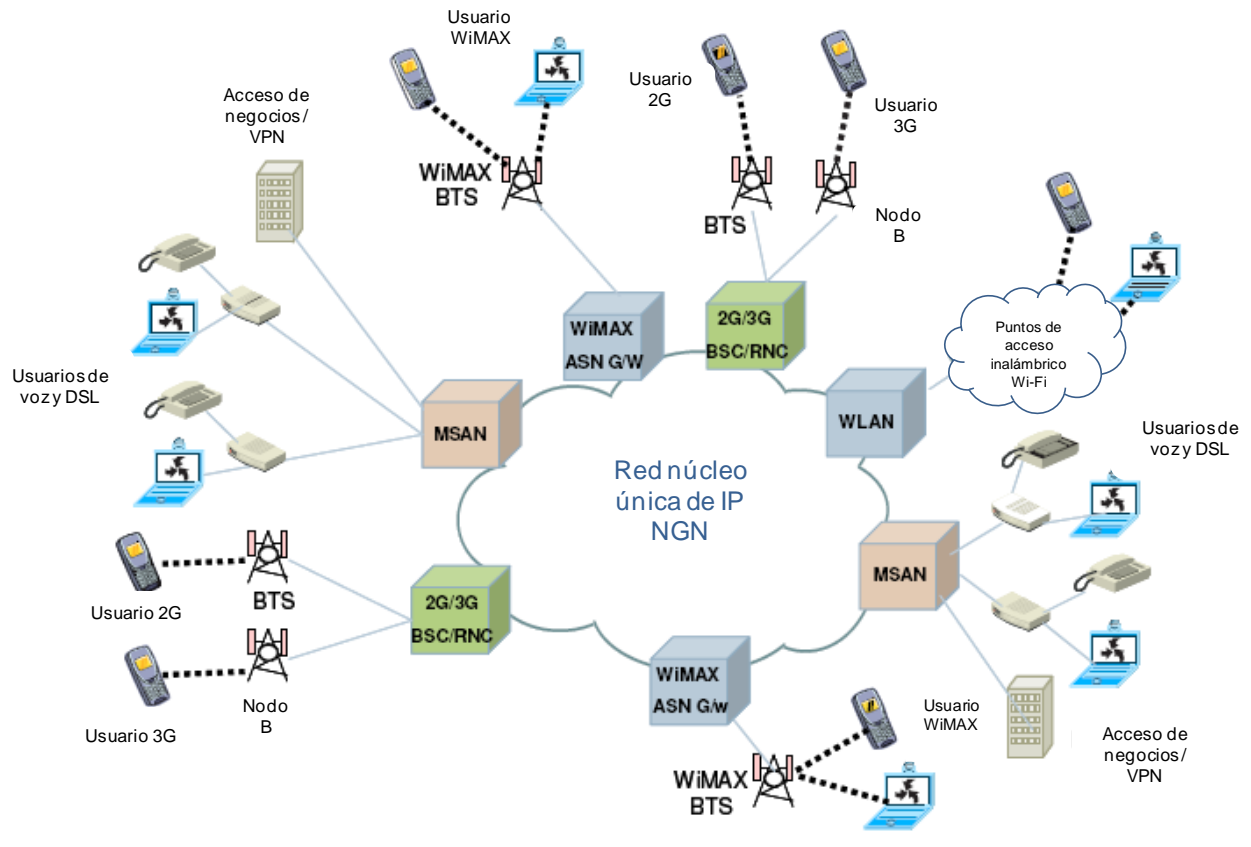 Usuario
WiMAX
Usuario
2G
Usuario
3G
Acceso de
negocios/
VPN
WiMAX
BTS
BTS
Nodo
B
WiMAX
ASN G/W
2G/3G
BSC/RNC
Puntos de
acceso
inalámbrico
Wi-Fi
Usuarios de
voz y DSL
MSAN
WLAN
Usuarios de
voz y DSL
Red núcleo
única de IP
NGN
MSAN
Usuario 2G
BTS
2G/3G
BSC/RNC
Usuario 3G
Nodo
B
WiMAX
ASN G/w
Usuario
WiMAX
WiMAX
BTS
Acceso de
negocios/
VPN